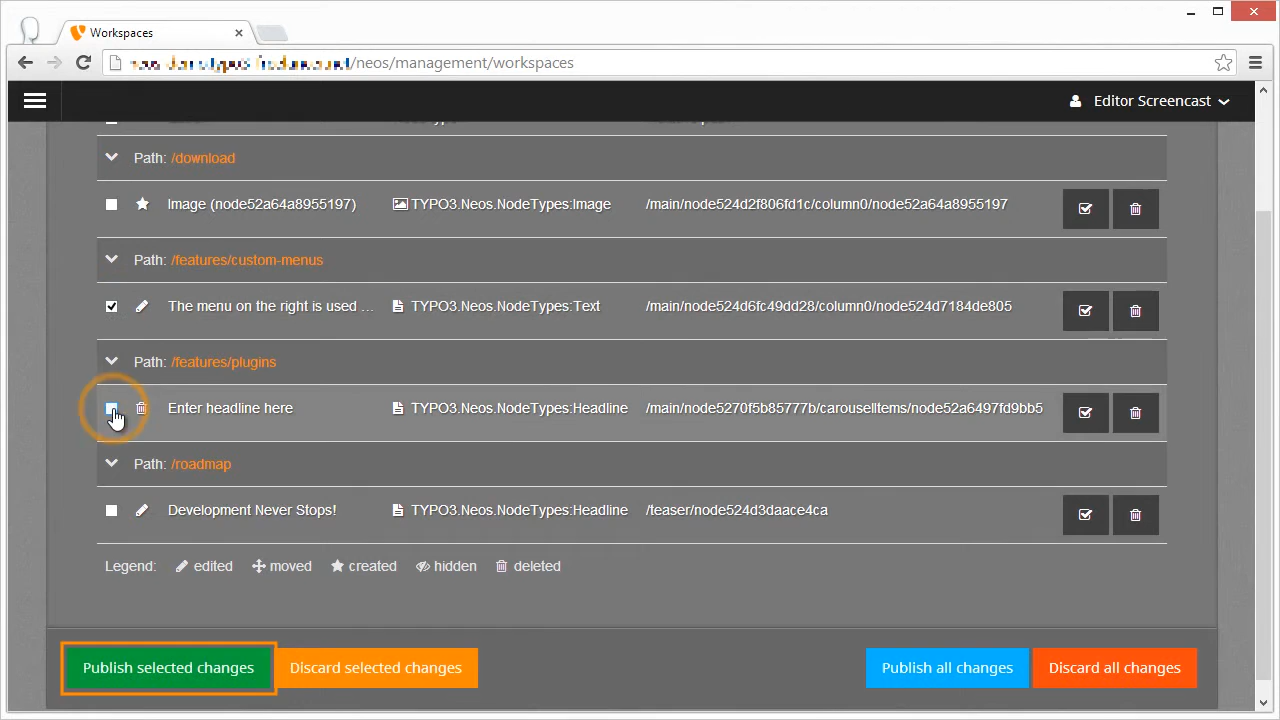 Workspaces
/neos/management/workspaces
Editor Screencast
Path: /download
Image (node52a64a8955197) TYPO3.Neos.NodeTypes:Image /main/node524d2f806fd1c/column0/node52a64a8955197
Path: /features/custom-menus
The menu on the right is used ... TYPO3.Neos.NodeTypes:Text /main/node524d6fc49dd28/column0/node524d7184de805
Path: /features/plugins
Enter headline here TYPO3.Neos.NodeTypes:Headline /main/node5270f5b85777b/carouselItems/node52a6497fd9bb5
Path: /roadmap
Development Never Stops! TYPO3.Neos.NodeTypes:Headline /teaser/node524d3daace4ca
Legend: edited moved created hidden deleted
Publish selected changes Discard selected changes Publish all changes Discard all changes